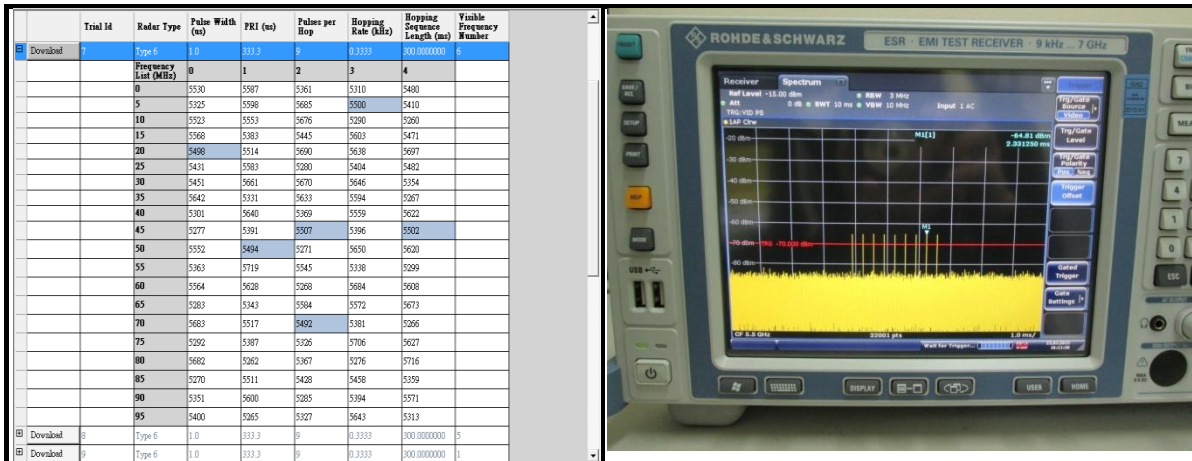 Trial Id Radar Type Pulse Width (us) PRI (us) Pulses per Hop Hopping Rate (kHz) Hopping Sequence Length (ms) Visible Frequency Number
Download 7 Type 6 1.0 333.3 9 0.3333 300.0000000 6
Frequency List (MHz) 0 1 2 3 4
0 5530 5587 5361 5310 5480
5 5325 5598 5685 5500 5410
10 5523 5553 5676 5290 5260
15 5568 5383 5445 5603 5471
20 5498 5514 5690 5638 5697
25 5431 5583 5280 5404 5482
30 5451 5661 5670 5646 5354
35 5642 5331 5633 5594 5267
40 5301 5640 5369 5559 5622
45 5277 5391 5507 5396 5502
50 5552 5494 5271 5650 5620
55 5363 5719 5545 5338 5299
60 5564 5628 5268 5684 5608
65 5283 5343 5584 5572 5673
70 5683 5517 5492 5381 5266
75 5292 5387 5326 5706 5627
80 5682 5262 5367 5276 5716
85 5270 5511 5428 5458 5359
90 5351 5600 5285 5394 5571
95 5400 5265 5327 5643 5313
Download 8 Type 6 1.0 333.3 9 0.3333 300.0000000 5
Download 9 Type 6 1.0 333.3 9 0.3333 300.0000000 1
ROHDE&SCHWARZ ESR · EMI TEST RECEIVER · 9 kHz ... 7 GHz
Receiver Spectrum Trigger
Ref Level -15.00 dBm RBW 3 MHz
Att 0 dB SWT 10 ms VBW 10 MHz Input 1 AC
TRG:VID PS
1AP Clrw
M1[1] -64.81 dBm
2.331250 ms
-20 dBm
-30 dBm
-40 dBm
-50 dBm
-60 dBm
M1
-70 dBm TRG -70.000 dBm
-80 dBm
CF 5.5 GHz 32001 pts 1.0 ms/
Wait for Trigger...
Trg/Gate Source
Video
Trg/Gate Level
Trg/Gate Polarity
Pos Neg
Trigger Offset
Gated Trigger
Gate Settings
PRESET
SETUP
PRINT
HELP
MODE
USB
DISPLAY
USER
HOME
7
4
1
0
ESC